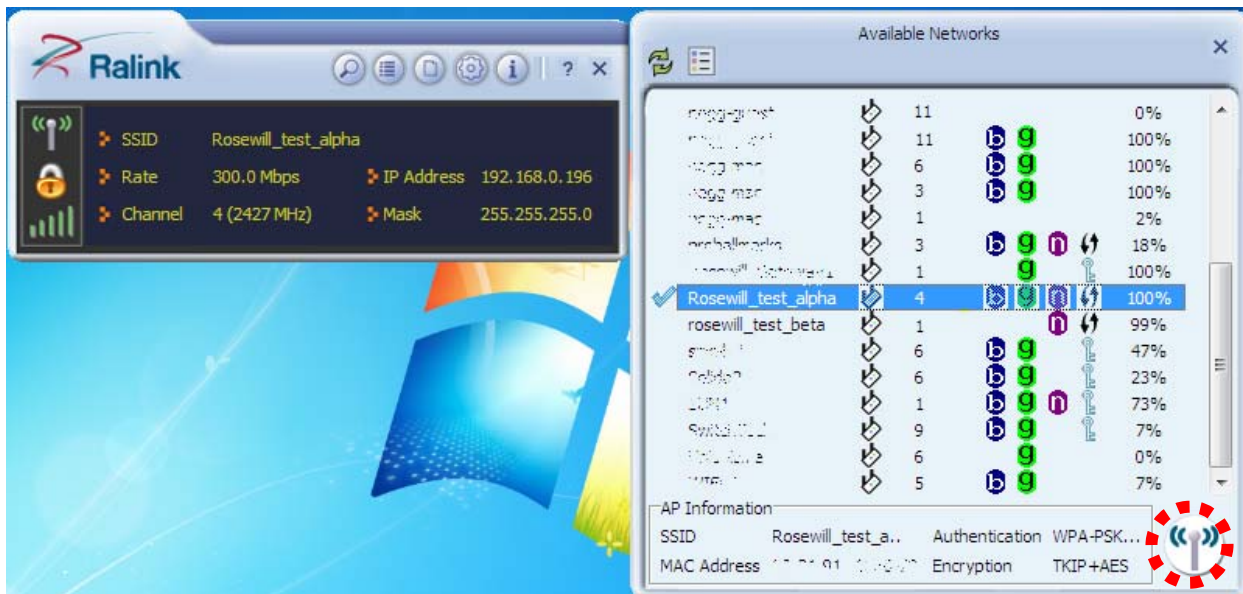 Ralink
? ×
SSID Rosewill_test_alpha
Rate 300.0 Mbps IP Address 192.168.0.196
Channel 4 (2427 MHz) Mask 255.255.255.0
Available Networks
11 0%
11 b g 100%
6 b g 100%
3 b g 100%
1 2%
3 b g n 18%
1 g 100%
Rosewill_test_alpha 4 b g n 100%
rosewill_test_beta 1 n 99%
6 b g 47%
6 b g 23%
1 b g n 73%
9 b g 7%
6 g 0%
5 b g 7%
AP Information
SSID Rosewill_test_a.. Authentication WPA-PSK...
MAC Address Encryption TKIP+AES